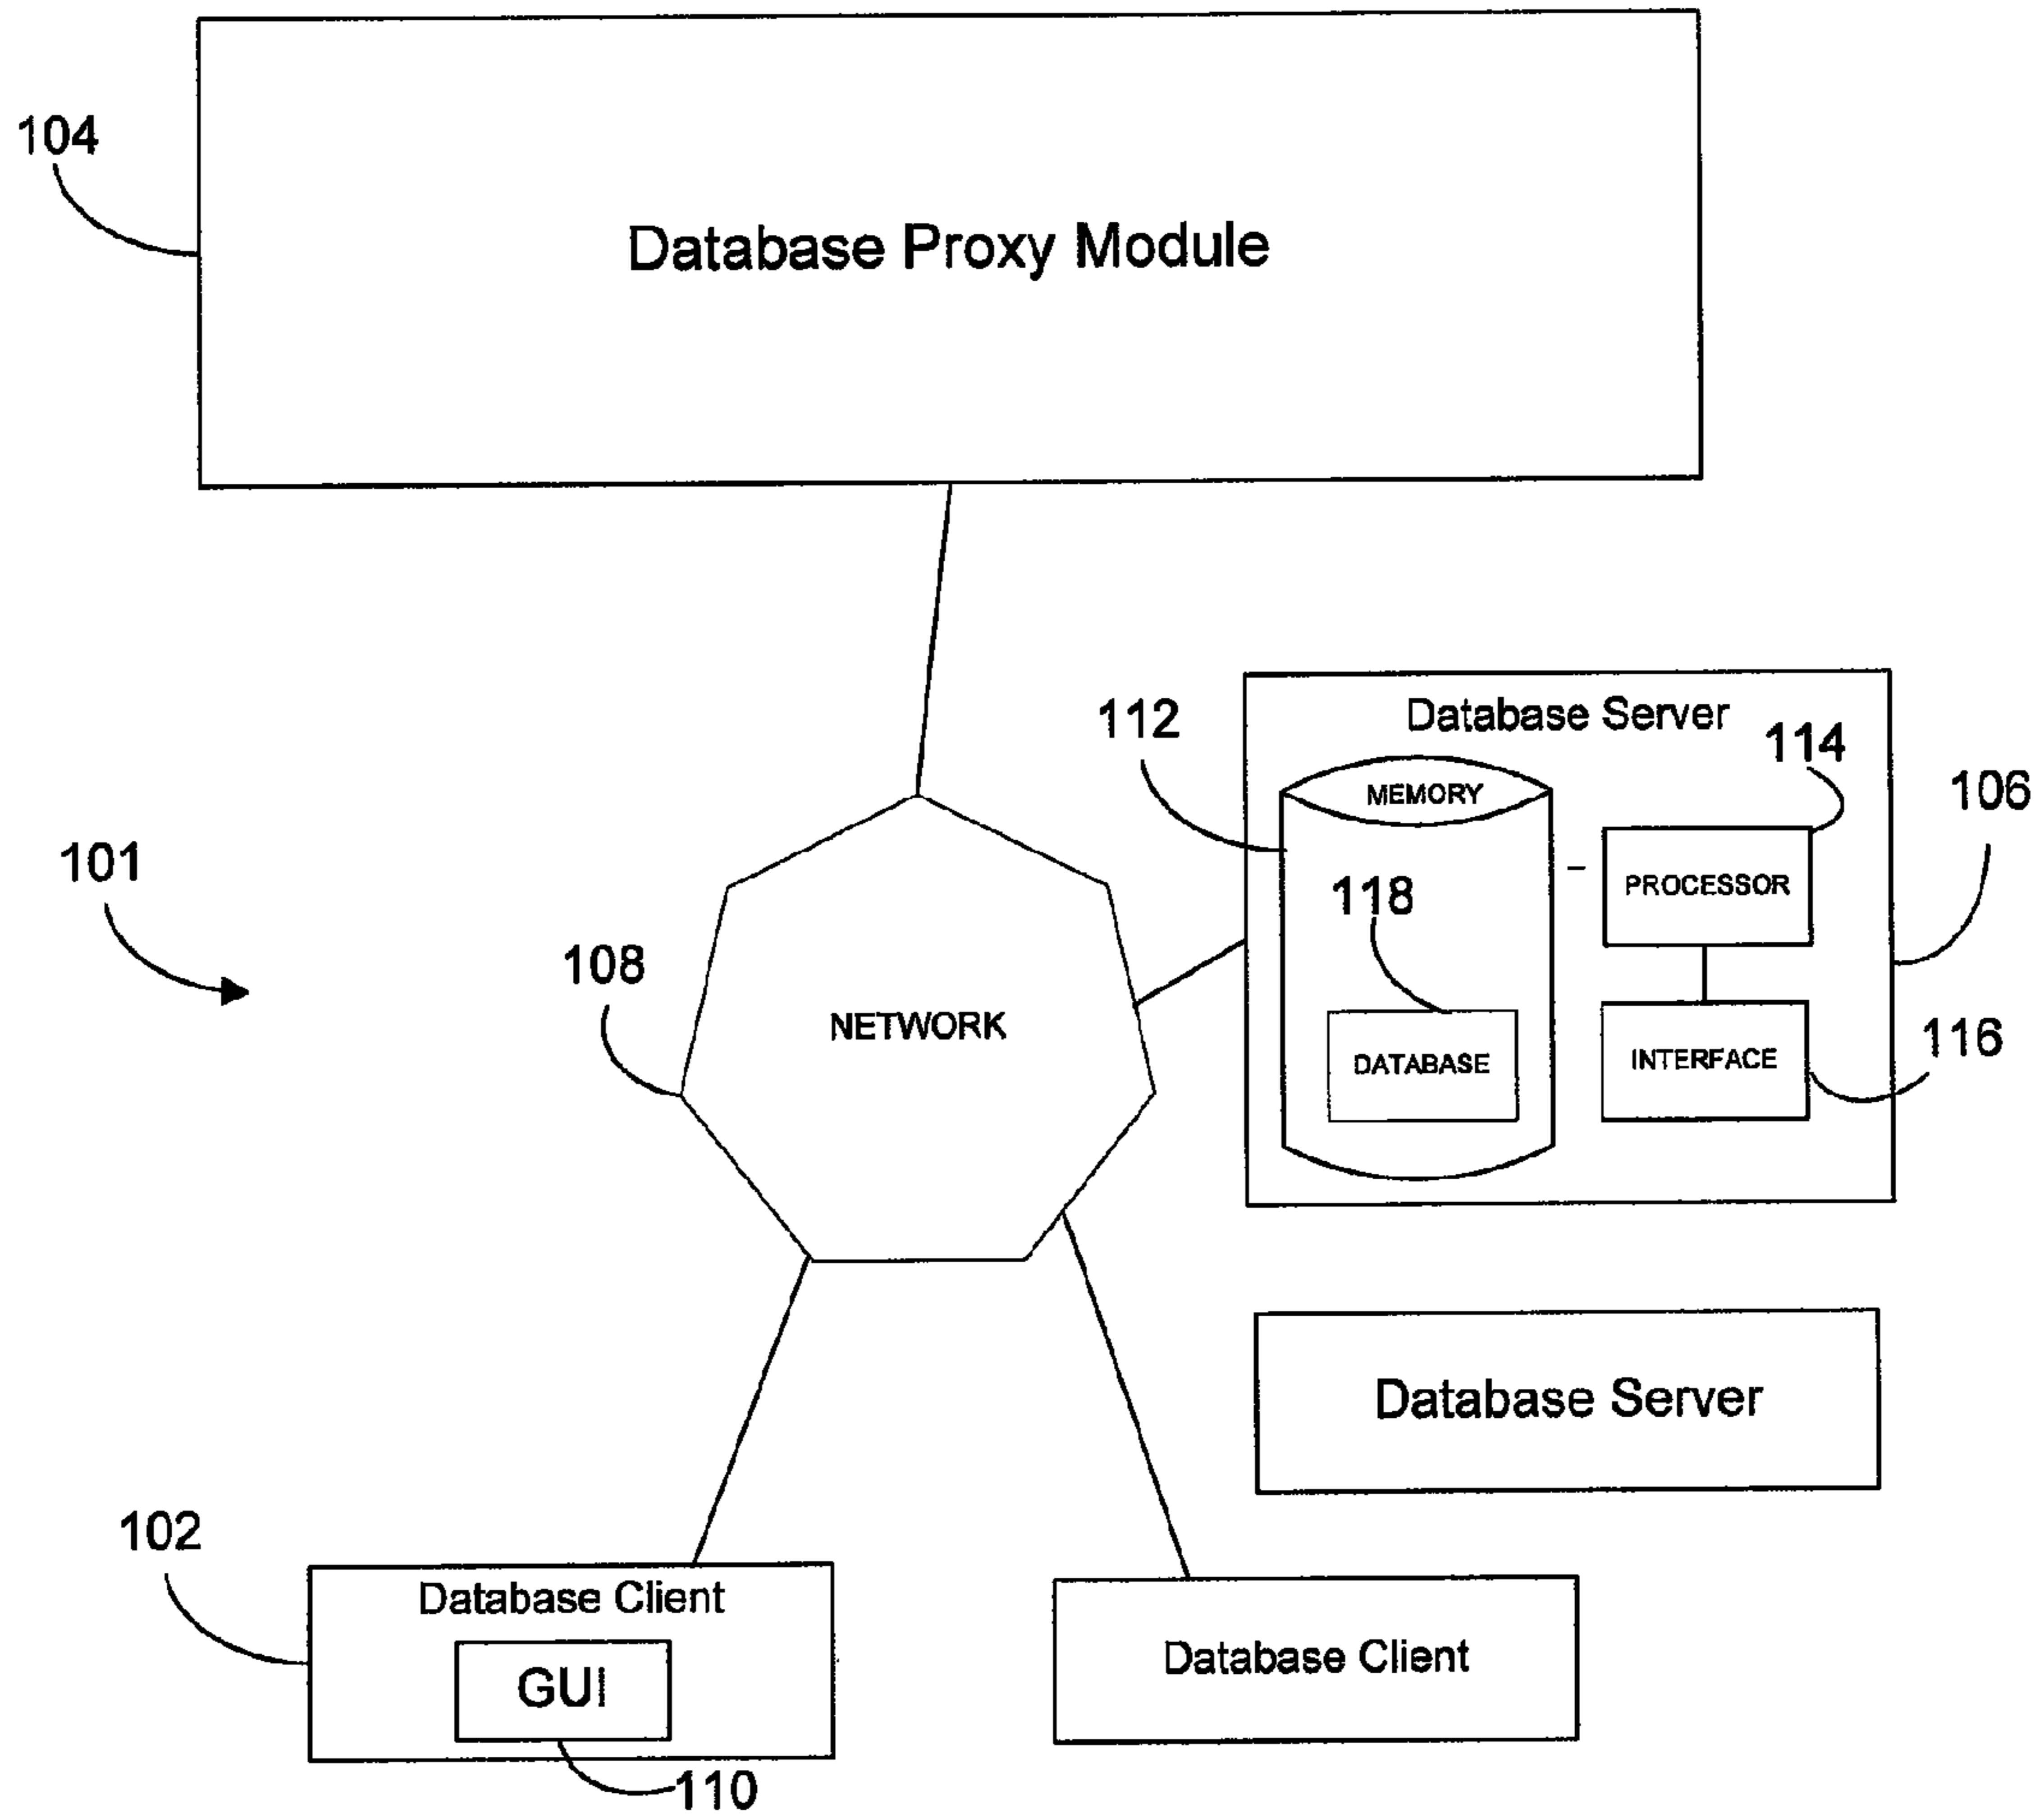 104
Database Proxy Module
112
Database Server
114
106
MEMORY
101
118
PROCESSOR
108
NETWORK
116
DATABASE
INTERFACE
Database Server
102
Database Client
GUI
Database Client
110